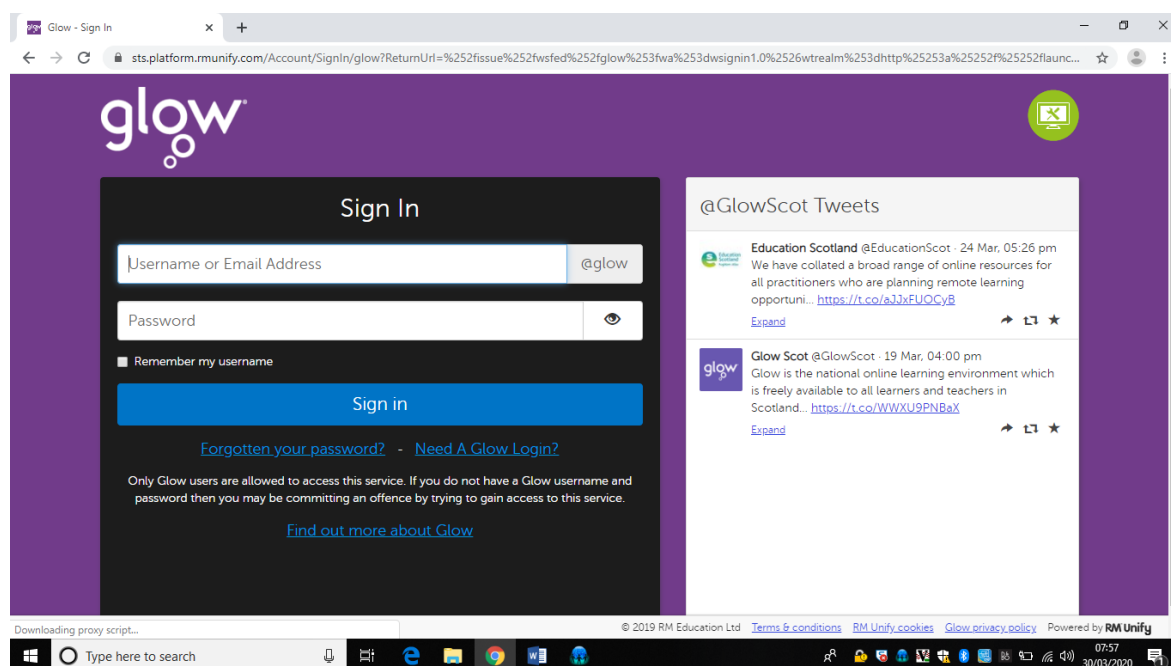 Glow - Sign In
sts.platform.rmunify.com/Account/SignIn/glow?ReturnUrl=%252fissue%252fwsfed%252fglow%253fwa%253dwsignin1.0%2526wtrealm%253dhttp%25253a%25252f%25252flaunc...
glow
Sign In
Username or Email Address
@glow
Password
Remember my username
Sign in
Forgotten your password? - Need A Glow Login?
Only Glow users are allowed to access this service. If you do not have a Glow username and
password then you may be committing an offence by trying to gain access to this service.
Find out more about Glow
@GlowScot Tweets
Education Scotland @EducationScot · 24 Mar, 05:26 pm
We have collated a broad range of online resources for
all practitioners who are planning remote learning
opportuni... https://t.co/aJJxFUOCyB
Expand
glow
Glow Scot @GlowScot · 19 Mar, 04:00 pm
Glow is the national online learning environment which
is freely available to all learners and teachers in
Scotland... https://t.co/WWXU9PNBaX
Expand
Downloading proxy script...
© 2019 RM Education Ltd Terms & conditions RM Unify cookies Glow privacy policy Powered by RM Unify
Type here to search
07:57
30/03/2020